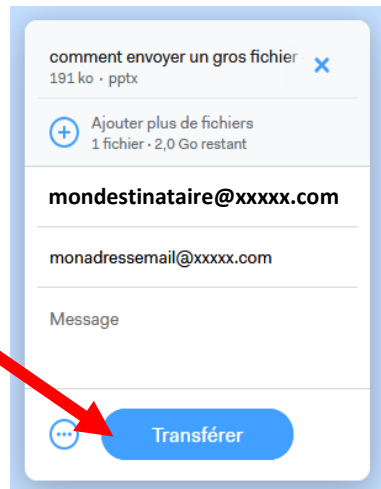 comment envoyer un gros fichier
191 ko · pptx
Ajouter plus de fichiers
1 fichier · 2,0 Go restant
mondestinataire@xxxxx.com
monadressemail@xxxxx.com
Message
Transférer